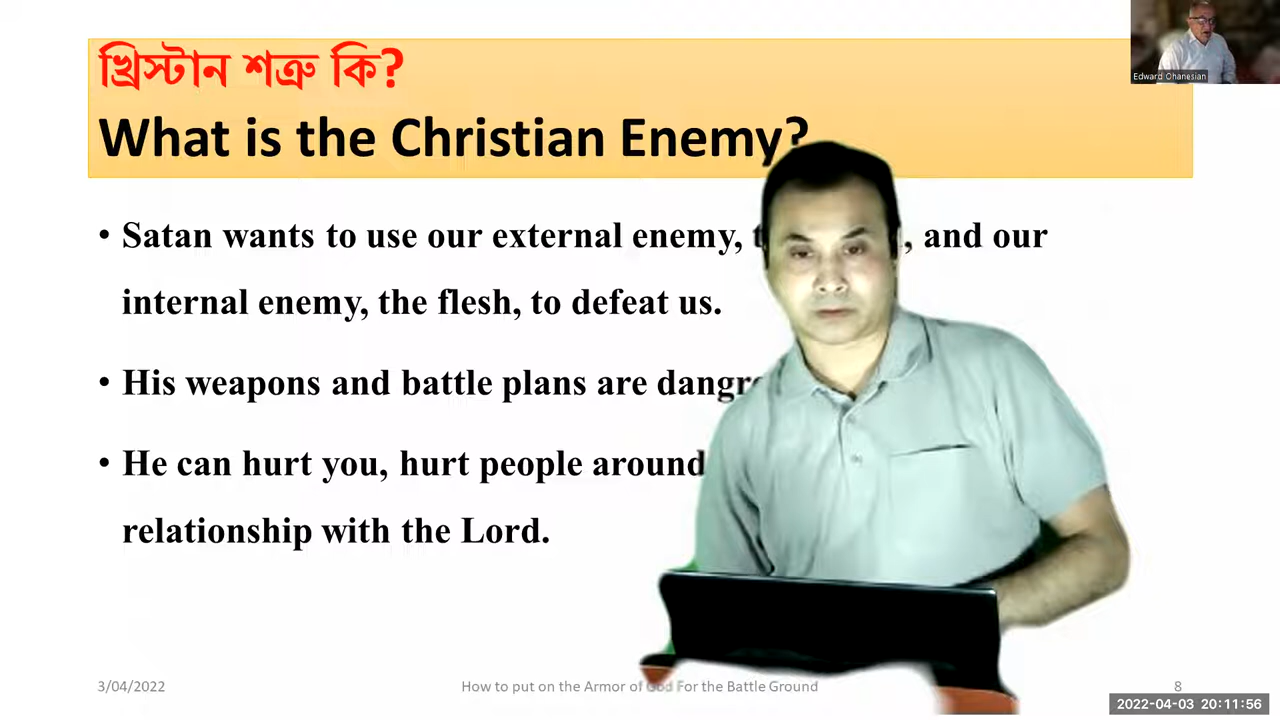 খ্রিস্টান শত্রু কি?
Edward Ohanesian
What is the Christian Enemy?
• Satan wants to use our external enemy, and our
internal enemy, the flesh, to defeat us.
• His weapons and battle plans are
• He can hurt you, hurt people around
relationship with the Lord.
3/04/2022
How to put on the Armor of God For the Battle Ground
8
2022-04-03 20:11:56